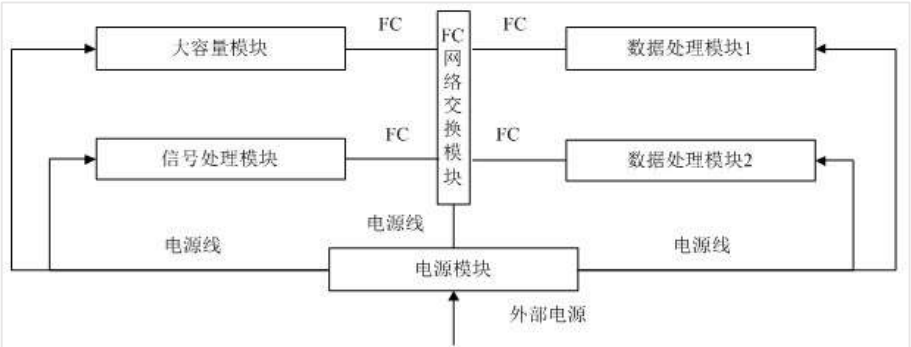 FC
FC
大容量模块
FC网络交换模块
数据处理模块1
FC
FC
信号处理模块
数据处理模块2
电源线
电源线
电源线
电源模块
外部电源